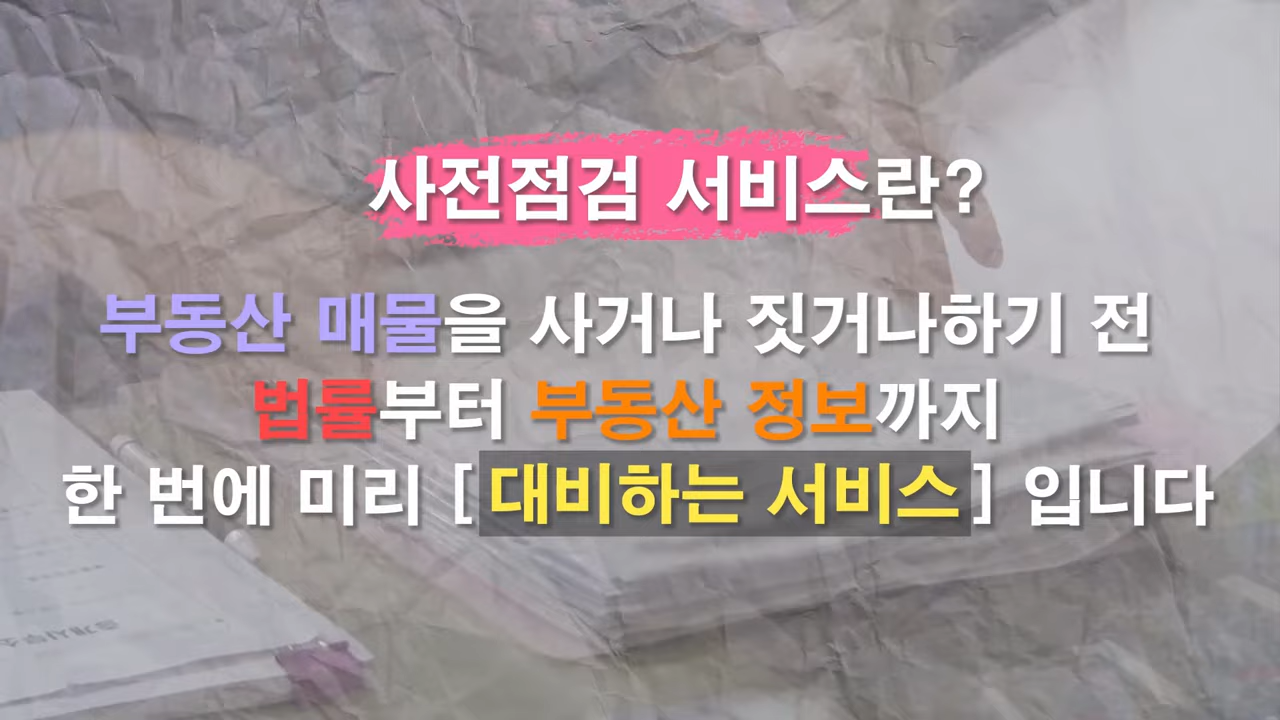 사전점검 서비스란?
부동산 매물을 사거나 짓거나하기 전
법률부터 부동산 정보까지
한 번에 미리 [대비하는 서비스] 입니다